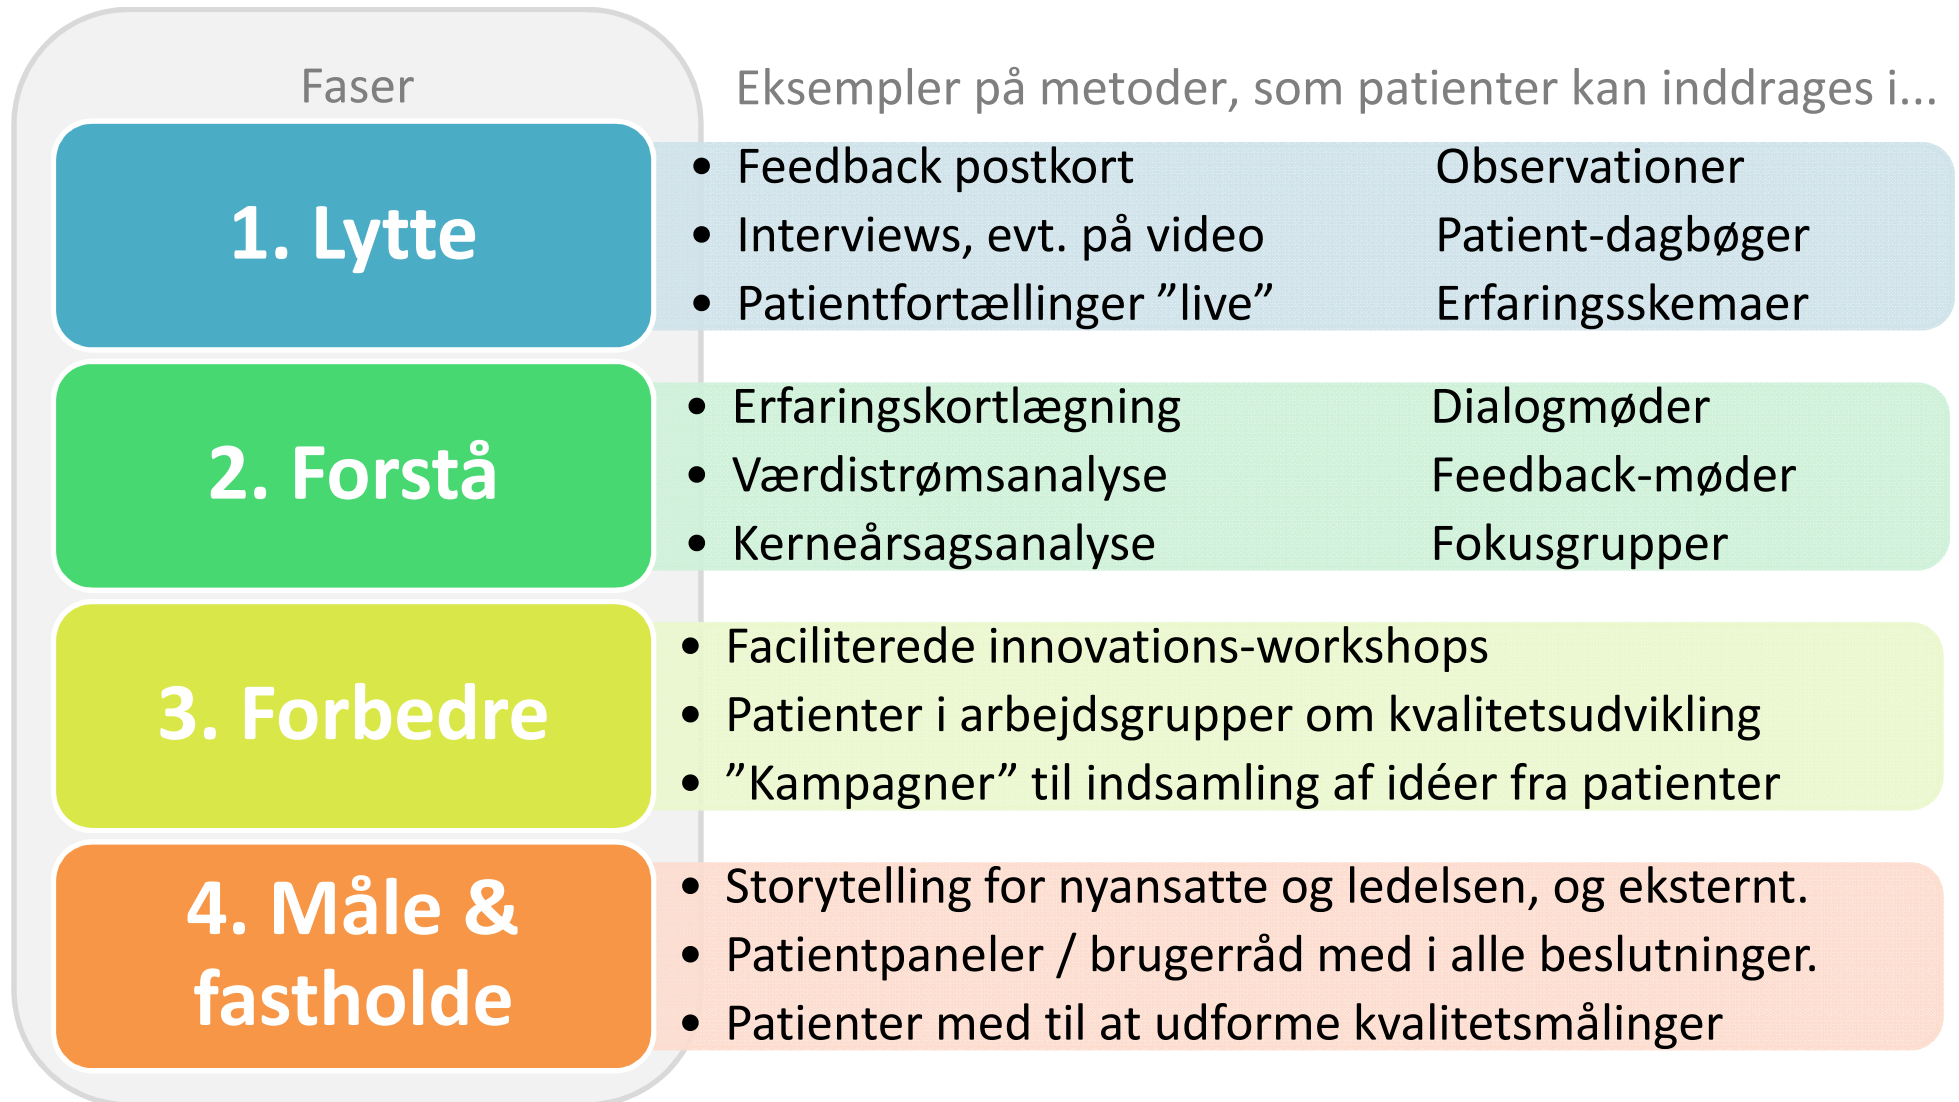 Faser
Eksempler på metoder, som patienter kan inddrages i...
1. Lytte
• Feedback postkort Observationer
• Interviews, evt. på video Patient-dagbøger
• Patientfortællinger ”live” Erfaringsskemaer
2. Forstå
• Erfaringskortlægning Dialogmøder
• Værdistrømsanalyse Feedback-møder
• Kerneårsagsanalyse Fokusgrupper
3. Forbedre
• Faciliterede innovations-workshops
• Patienter i arbejdsgrupper om kvalitetsudvikling
• ”Kampagner” til indsamling af idéer fra patienter
4. Måle &
fastholde
• Storytelling for nyansatte og ledelsen, og eksternt.
• Patientpaneler / brugerråd med i alle beslutninger.
• Patienter med til at udforme kvalitetsmålinger